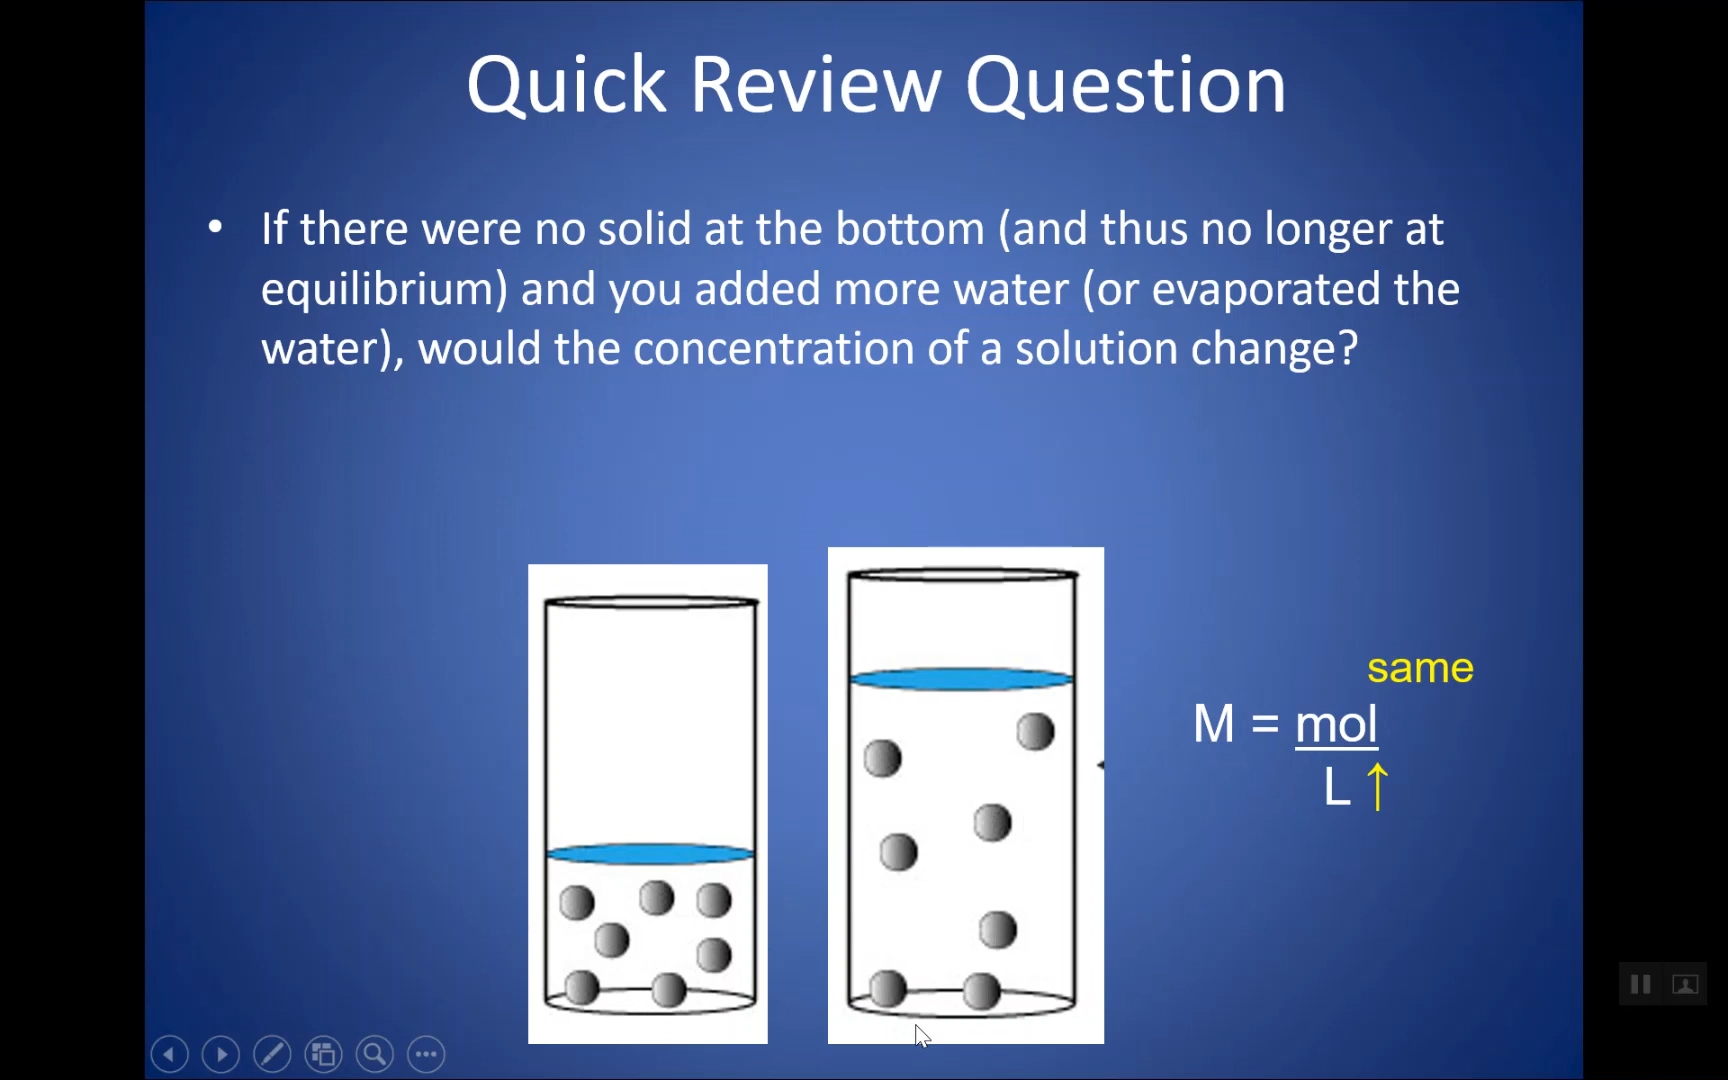 Quick Review Question
• If there were no solid at the bottom (and thus no longer at
equilibrium) and you added more water (or evaporated the
water), would the concentration of a solution change?
same
M = mol
L ↑